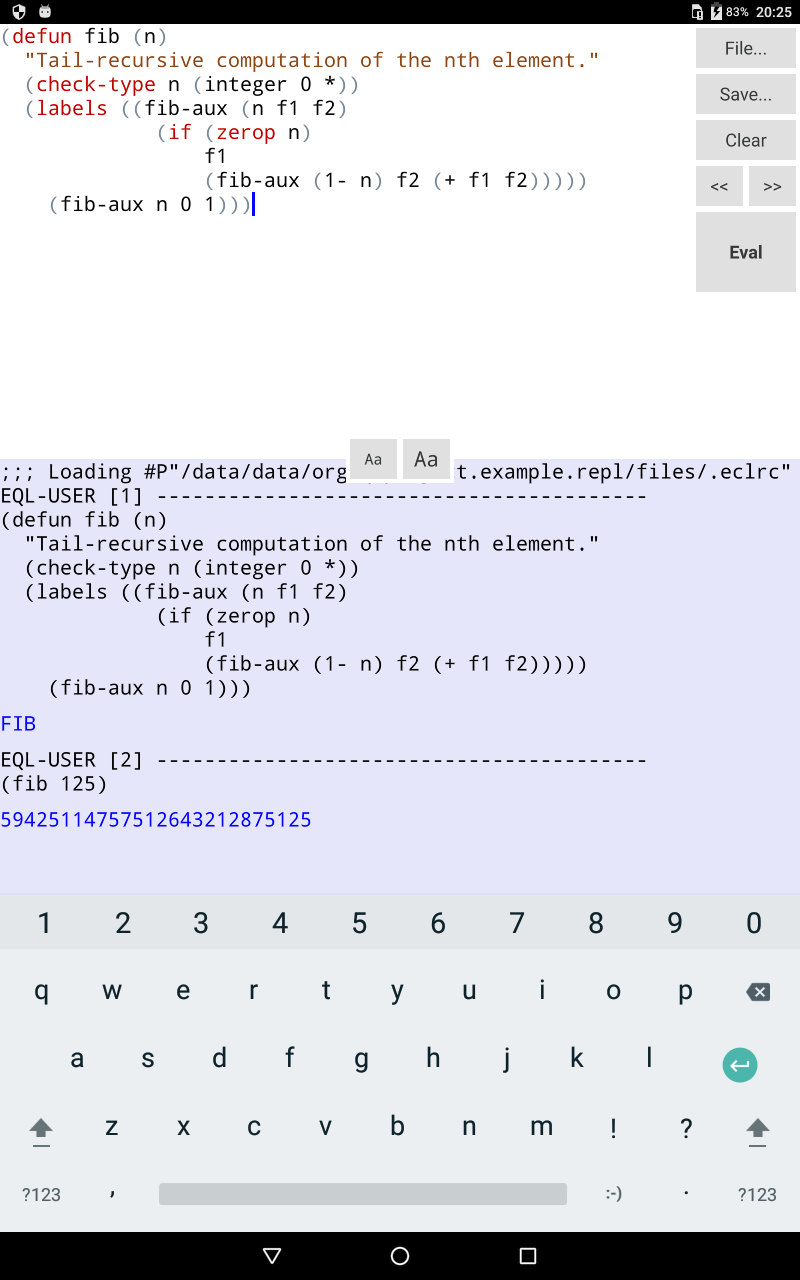 83% 20:25
(defun fib (n)
  "Tail-recursive computation of the nth element."
  (check-type n (integer 0 *))
  (labels ((fib-aux (n f1 f2)
             (if (zerop n)
                 f1
                 (fib-aux (1- n) f2 (+ f1 f2)))))
    (fib-aux n 0 1)))
File...
Save...
Clear
<< >>
Eval
Aa Aa
;;; Loading #P"/data/data/org t.example.repl/files/.eclrc"
EQL-USER [1] -----------------------------------------
(defun fib (n)
  "Tail-recursive computation of the nth element."
  (check-type n (integer 0 *))
  (labels ((fib-aux (n f1 f2)
             (if (zerop n)
                 f1
                 (fib-aux (1- n) f2 (+ f1 f2)))))
    (fib-aux n 0 1)))
FIB
EQL-USER [2] -----------------------------------------
(fib 125)
59425114757512643212875125
1 2 3 4 5 6 7 8 9 0
q w e r t y u i o p
a s d f g h j k l
z x c v b n m ! ?
?123 , :-) . ?123